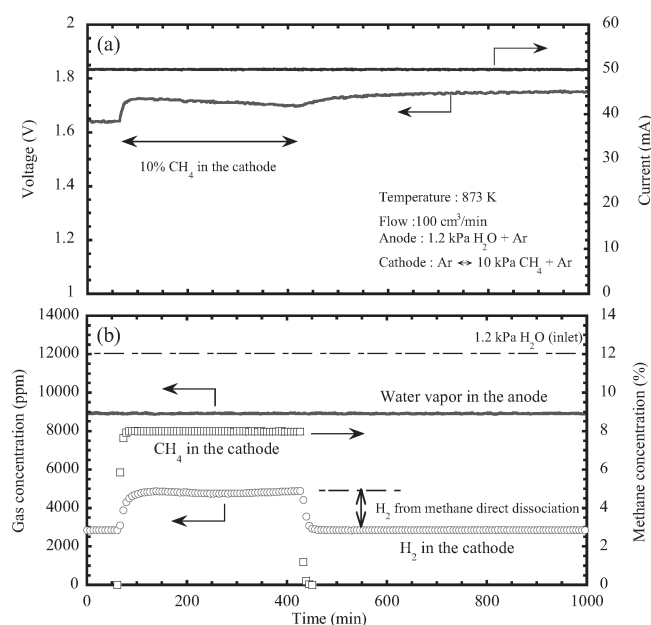 (a)
2
1.8
1.6
1.4
1.2
1
Voltage (V)
60
50
40
30
20
10
0
Current (mA)
10% CH4 in the cathode
Temperature : 873 K
Flow :100 cm³/min
Anode : 1.2 kPa H2O + Ar
Cathode : Ar ↔ 10 kPa CH4 + Ar
(b)
14000
12000
10000
8000
6000
4000
2000
0
Gas concentration (ppm)
14
12
10
8
6
4
2
0
Methane concentration (%)
1.2 kPa H2O (inlet)
Water vapor in the anode
CH4 in the cathode
H2 from methane direct dissociation
H2 in the cathode
0 200 400 600 800 1000
Time (min)